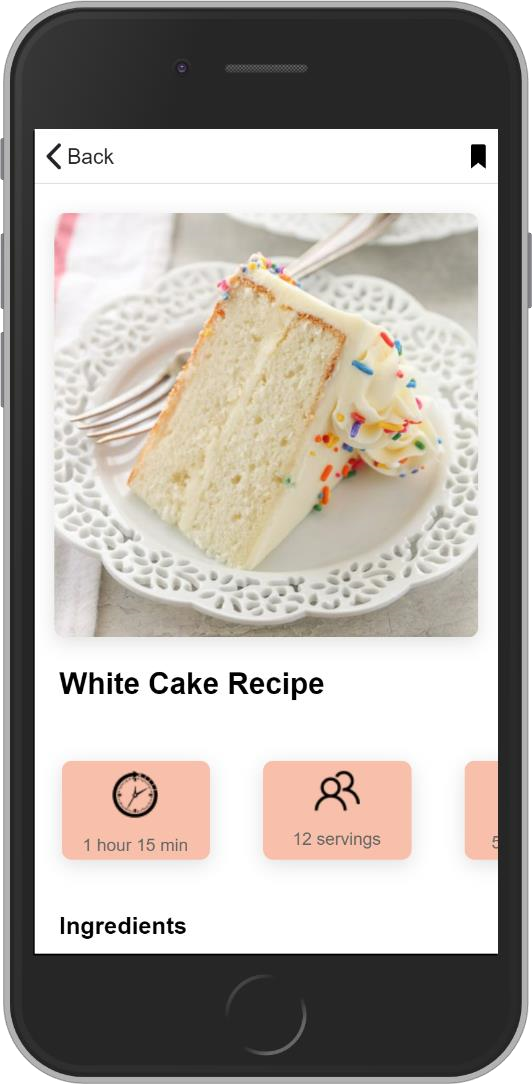 Back
White Cake Recipe
1 hour 15 min
12 servings
Ingredients